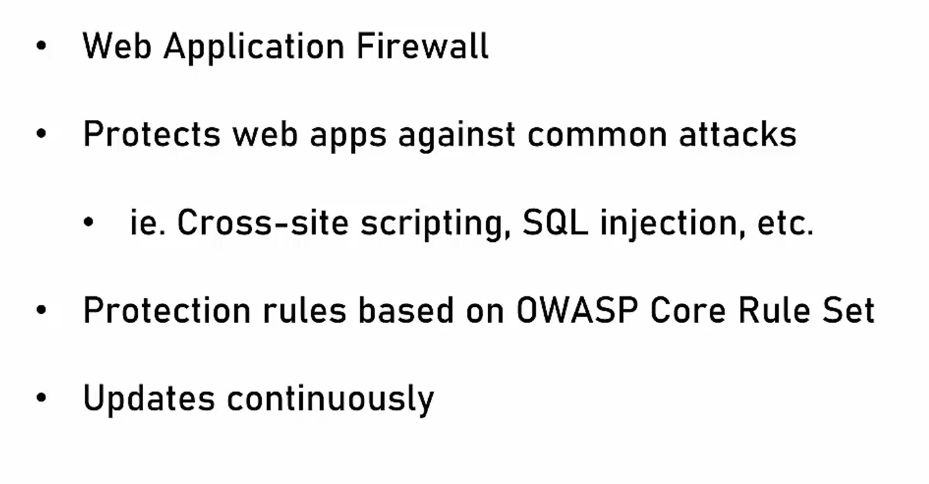 • Web Application Firewall
• Protects web apps against common attacks
• ie. Cross-site scripting, SQL injection, etc.
• Protection rules based on OWASP Core Rule Set
• Updates continuously